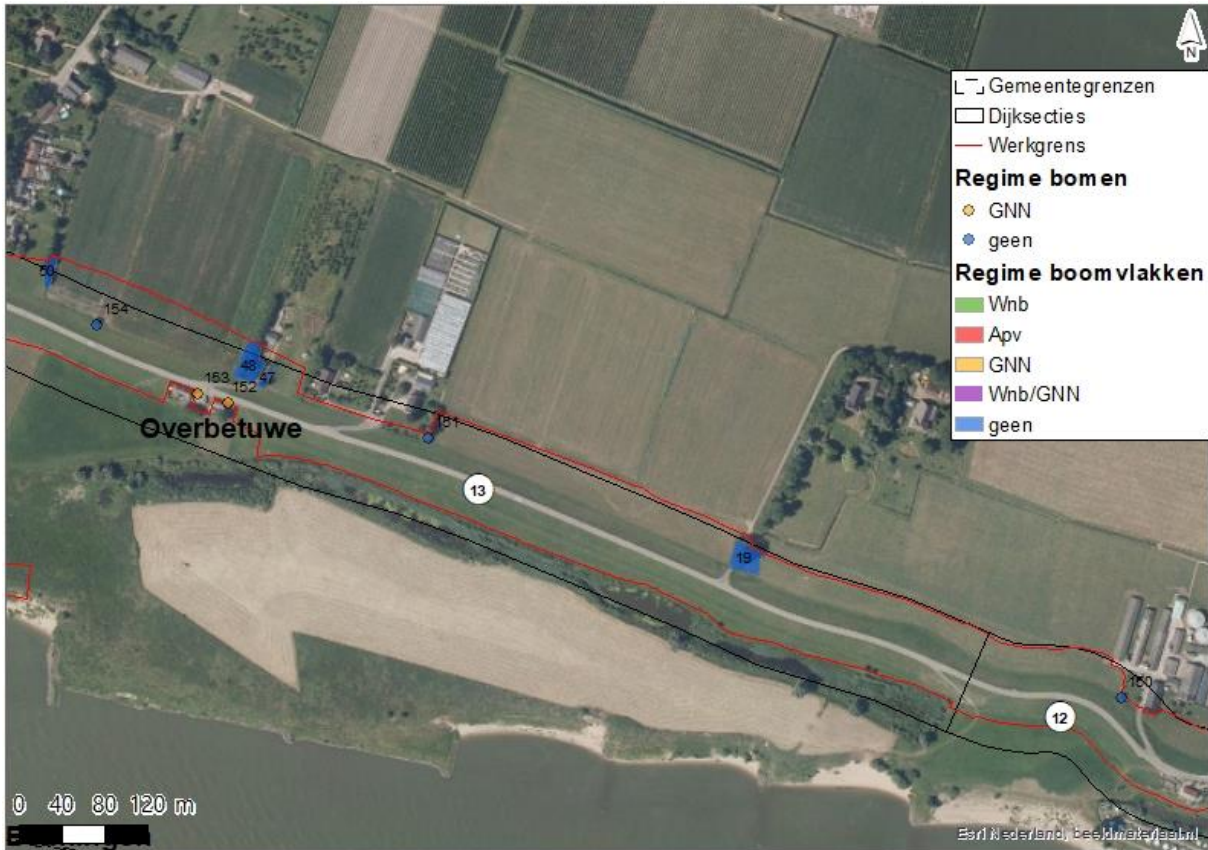 N
Gemeentegrenzen
Dijksecties
Werkgrens
Regime bomen
GNN
geen
Regime boomvlakken
Wnb
Apv
GNN
Wnb/GNN
geen
50
154
48
47
153
152
Overbetuwe
151
13
19
150
12
0 40 80 120 m
Esri Nederland, beeldmateriaal.nl